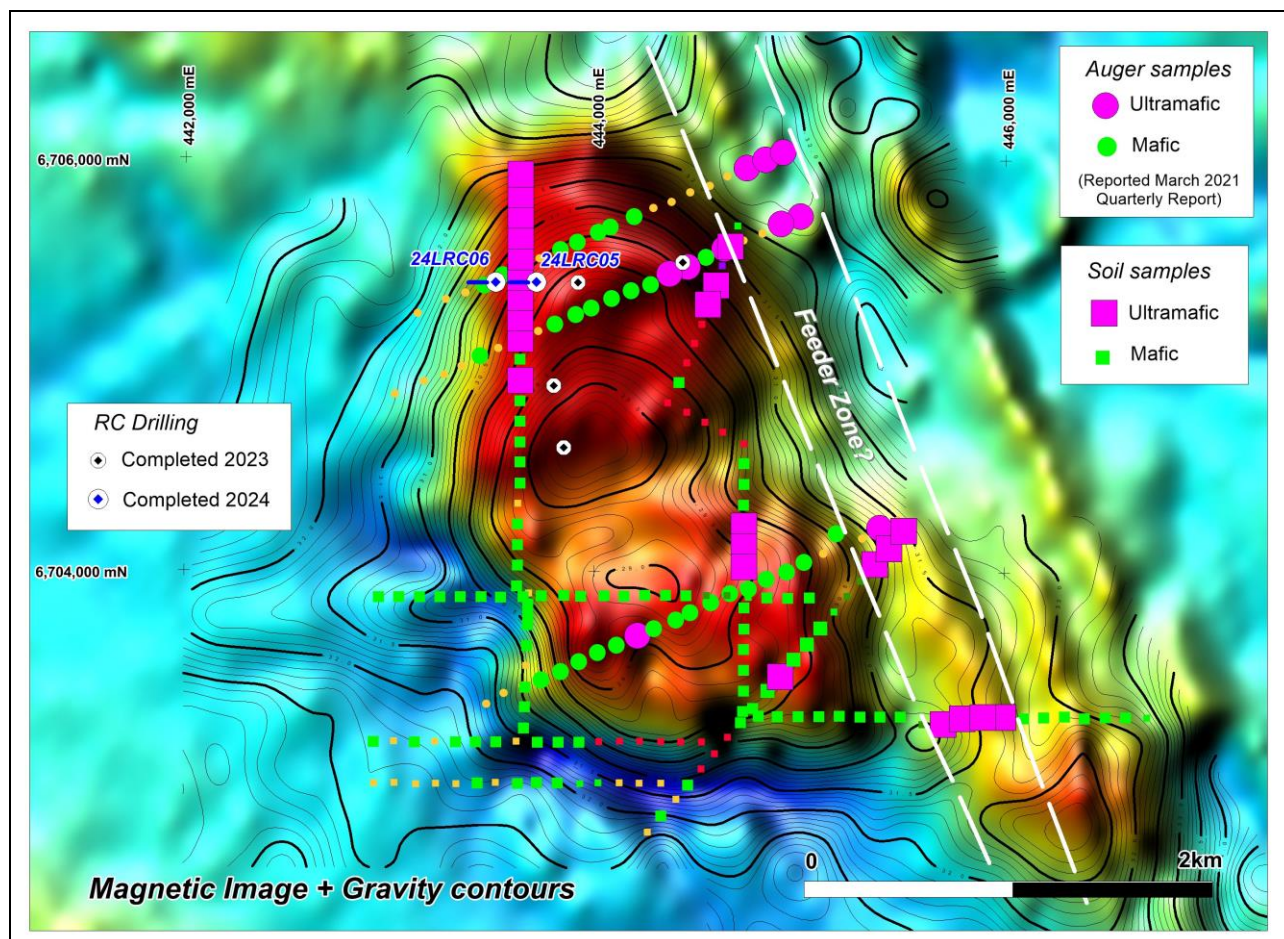 442,000 mE
444,000 mE
446,000 mE
6,706,000 mN
6,704,000 mN
Auger samples
Ultramafic
Mafic
(Reported March 2021
Quarterly Report)
Soil samples
Ultramafic
Mafic
24LRC06
24LRC05
Feeder Zone?
RC Drilling
Completed 2023
Completed 2024
0
2km
Magnetic Image + Gravity contours